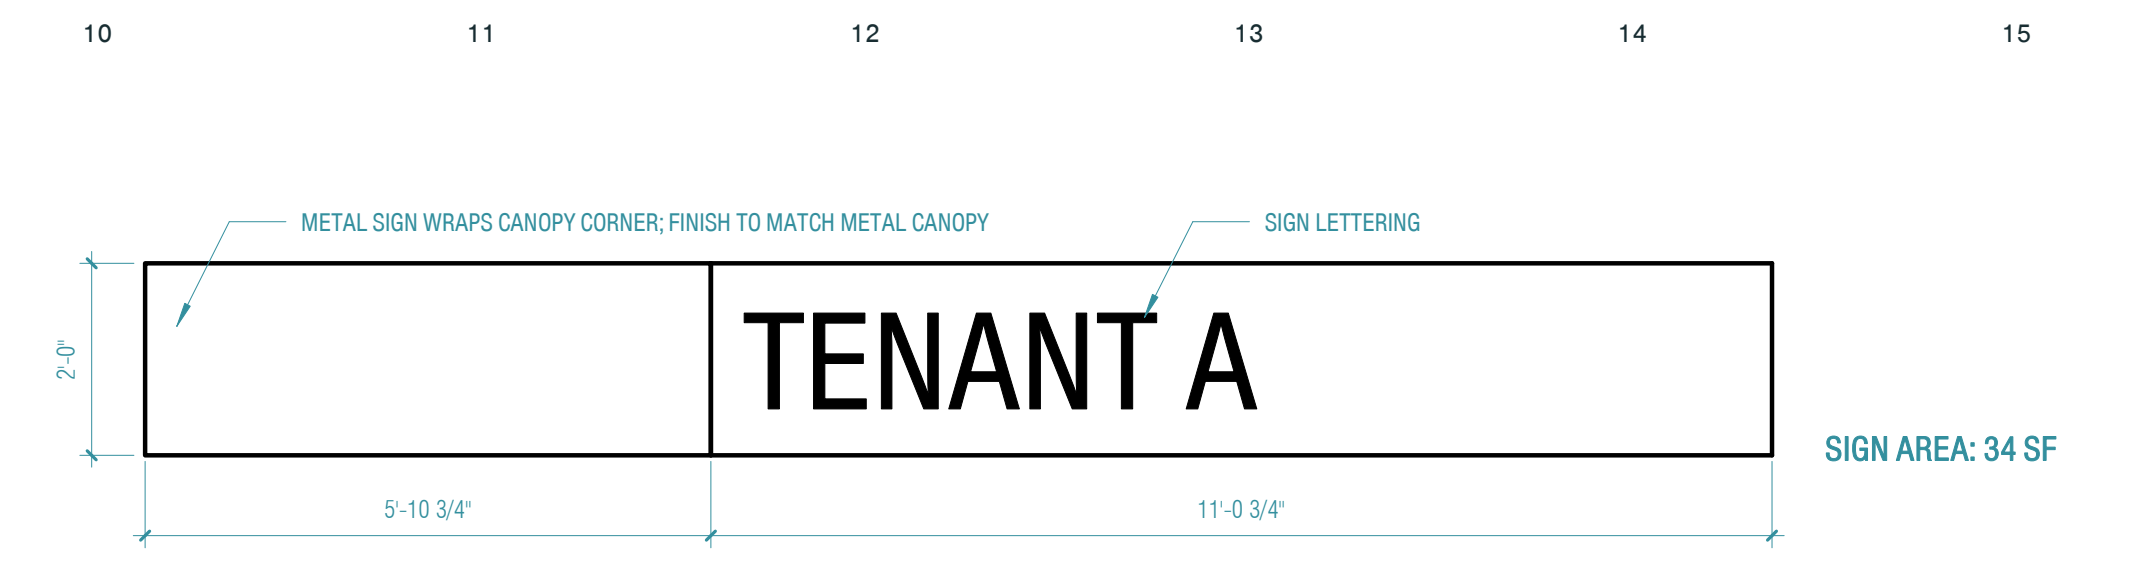 10 11 12 13 14 15
METAL SIGN WRAPS CANOPY CORNER; FINISH TO MATCH METAL CANOPY
SIGN LETTERING
2'-0"
TENANT A
SIGN AREA: 34 SF
5'-10 3/4"
11'-0 3/4"